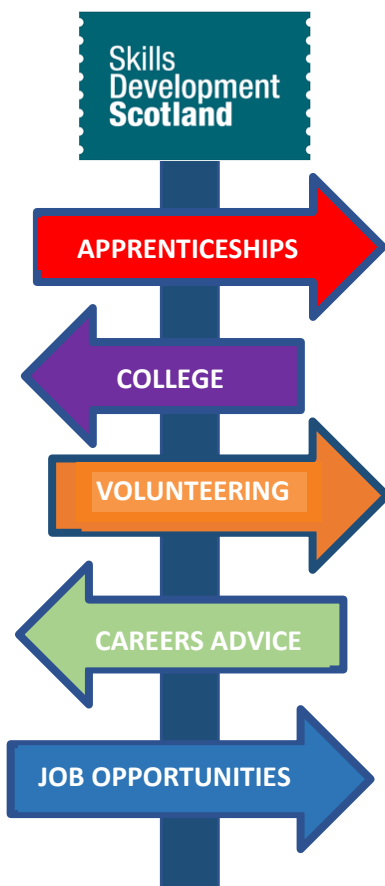 Skills
Development
Scotland
APPRENTICESHIPS
COLLEGE
VOLUNTEERING
CAREERS ADVICE
JOB OPPORTUNITIES